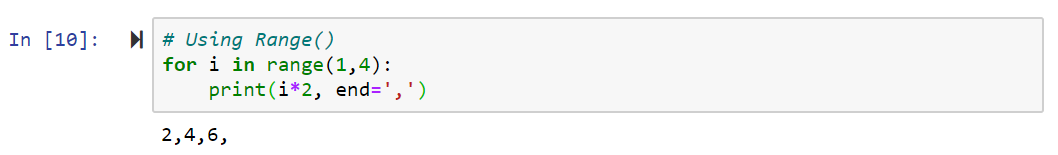 In [10]:
# Using Range()
for i in range(1,4):
    print(i*2, end=',')
2,4,6,